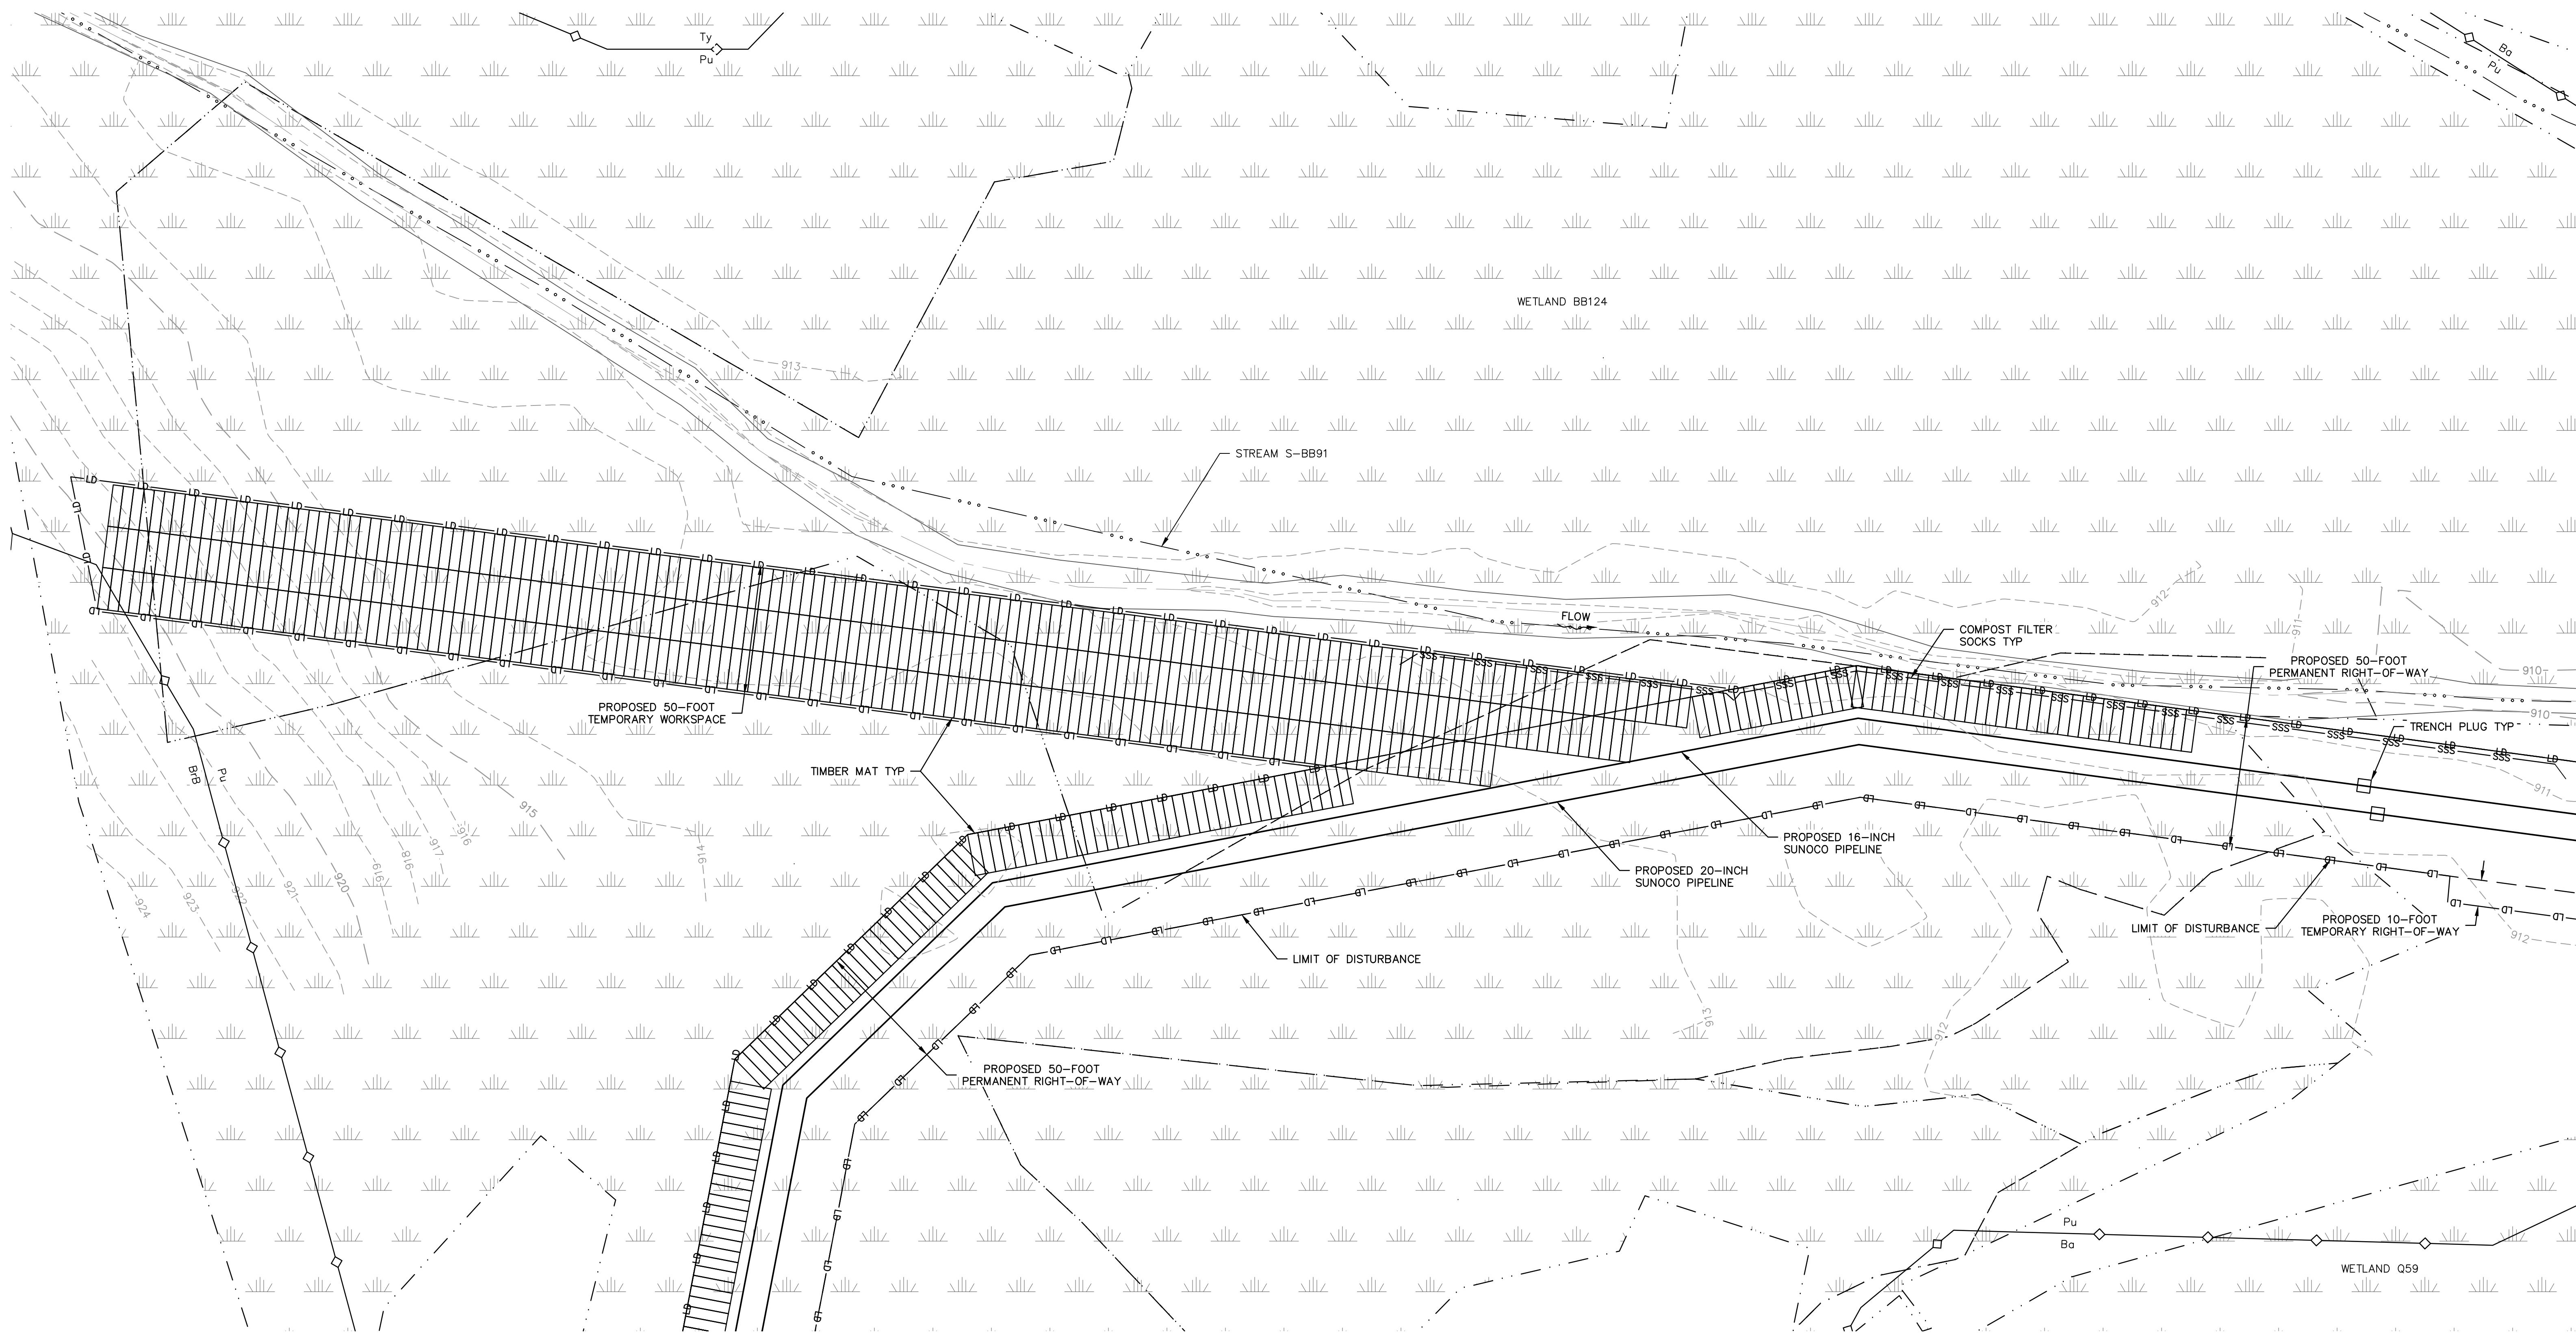 Ty
Pu
Ba
Pu
WETLAND BB124
913
STREAM S-BB91
FLOW
912
911
COMPOST FILTER
SOCKS TYP
PROPOSED 50-FOOT
PERMANENT RIGHT-OF-WAY
910
910
TRENCH PLUG TYP
PROPOSED 50-FOOT
TEMPORARY WORKSPACE
TIMBER MAT TYP
BrB
Pu
915
916
917
918
919
920
921
922
923
924
914
911
PROPOSED 16-INCH
SUNOCO PIPELINE
PROPOSED 20-INCH
SUNOCO PIPELINE
LIMIT OF DISTURBANCE
PROPOSED 10-FOOT
TEMPORARY RIGHT-OF-WAY
912
LIMIT OF DISTURBANCE
913
912
PROPOSED 50-FOOT
PERMANENT RIGHT-OF-WAY
Pu
Ba
WETLAND Q59
LD
SSS